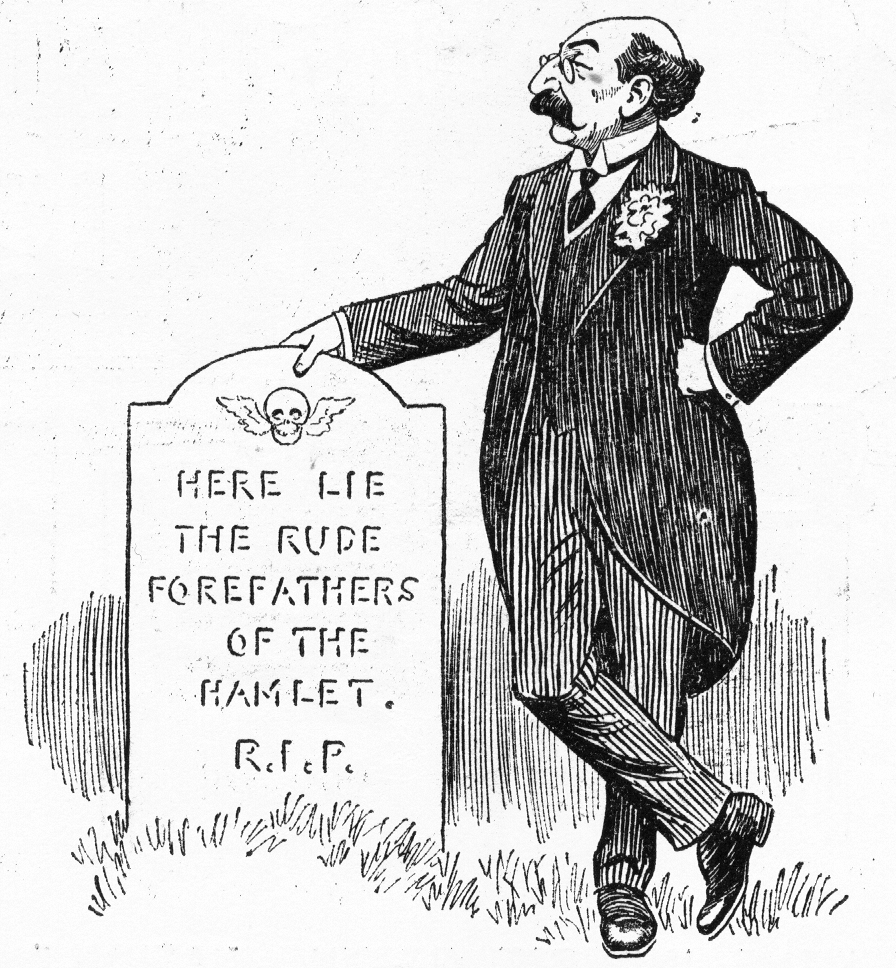 HERE LIE
THE RUDE
FOREFATHERS
OF THE
HAMLET.
R.I.P.